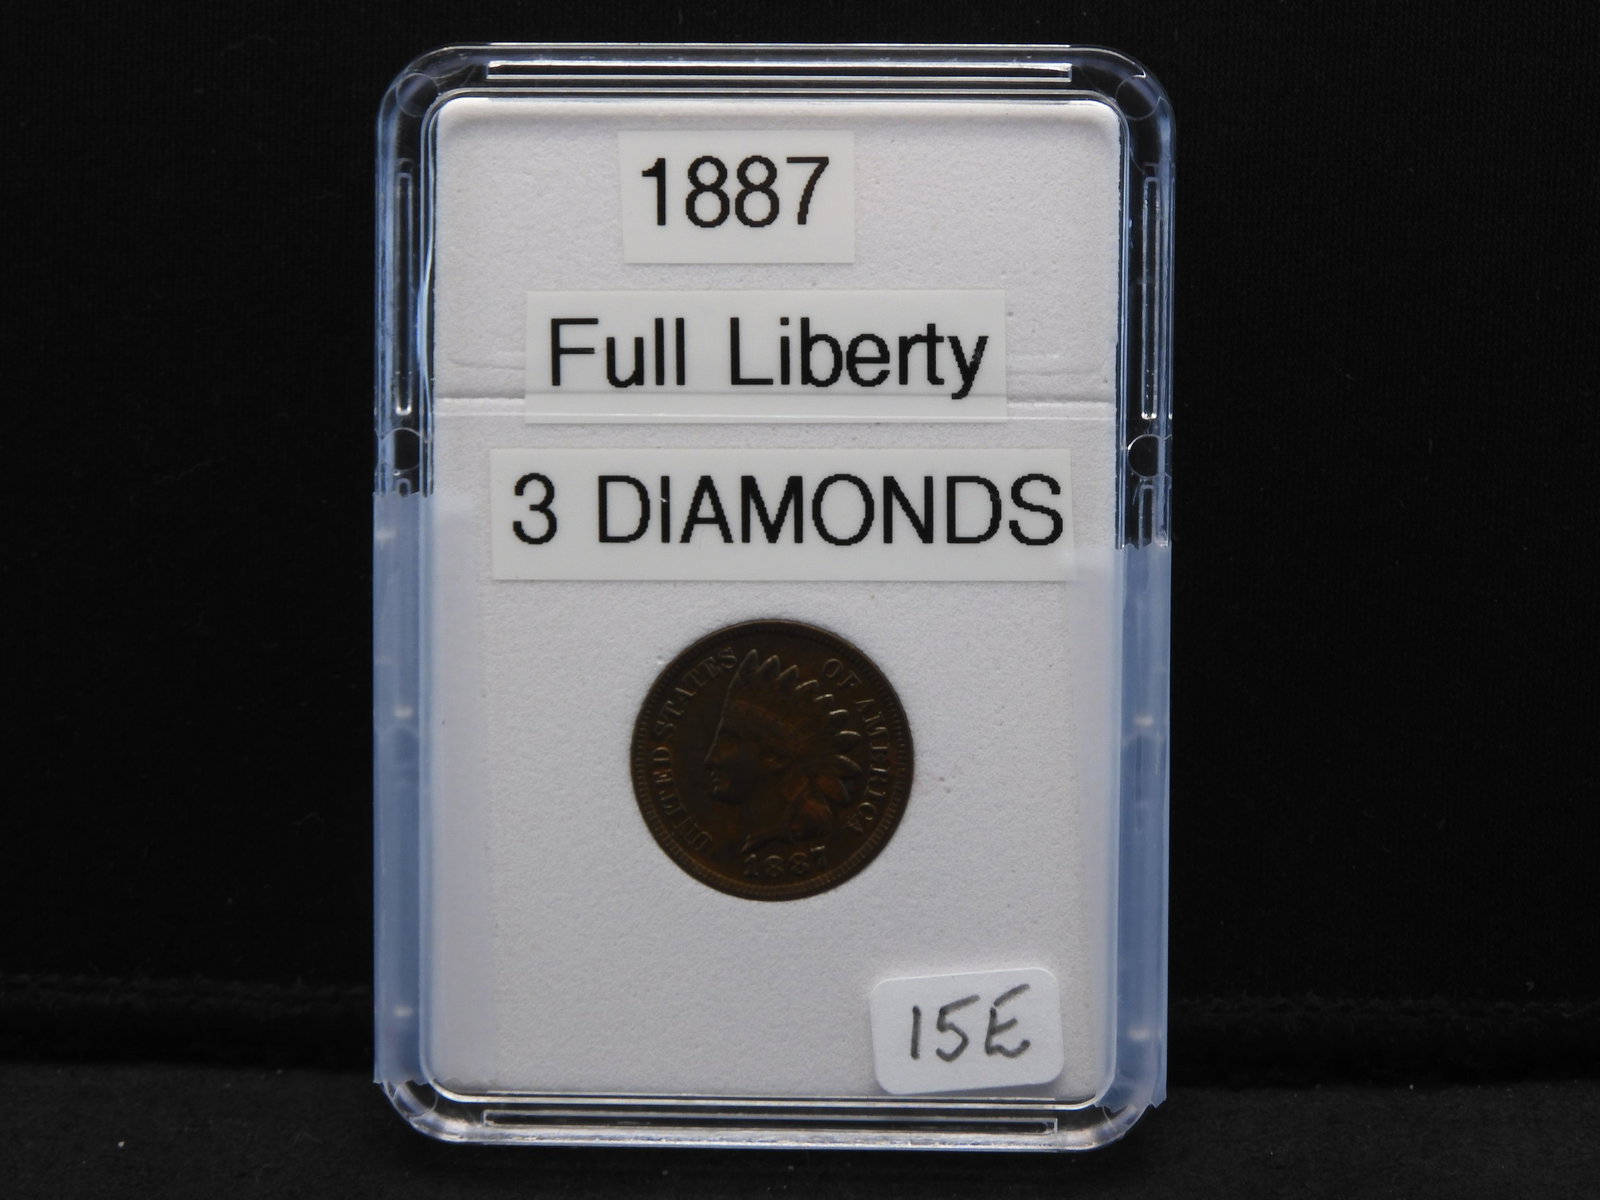 1887
Full Liberty
3 DIAMONDS
UNITED STATES OF AMERICA
1887
15E